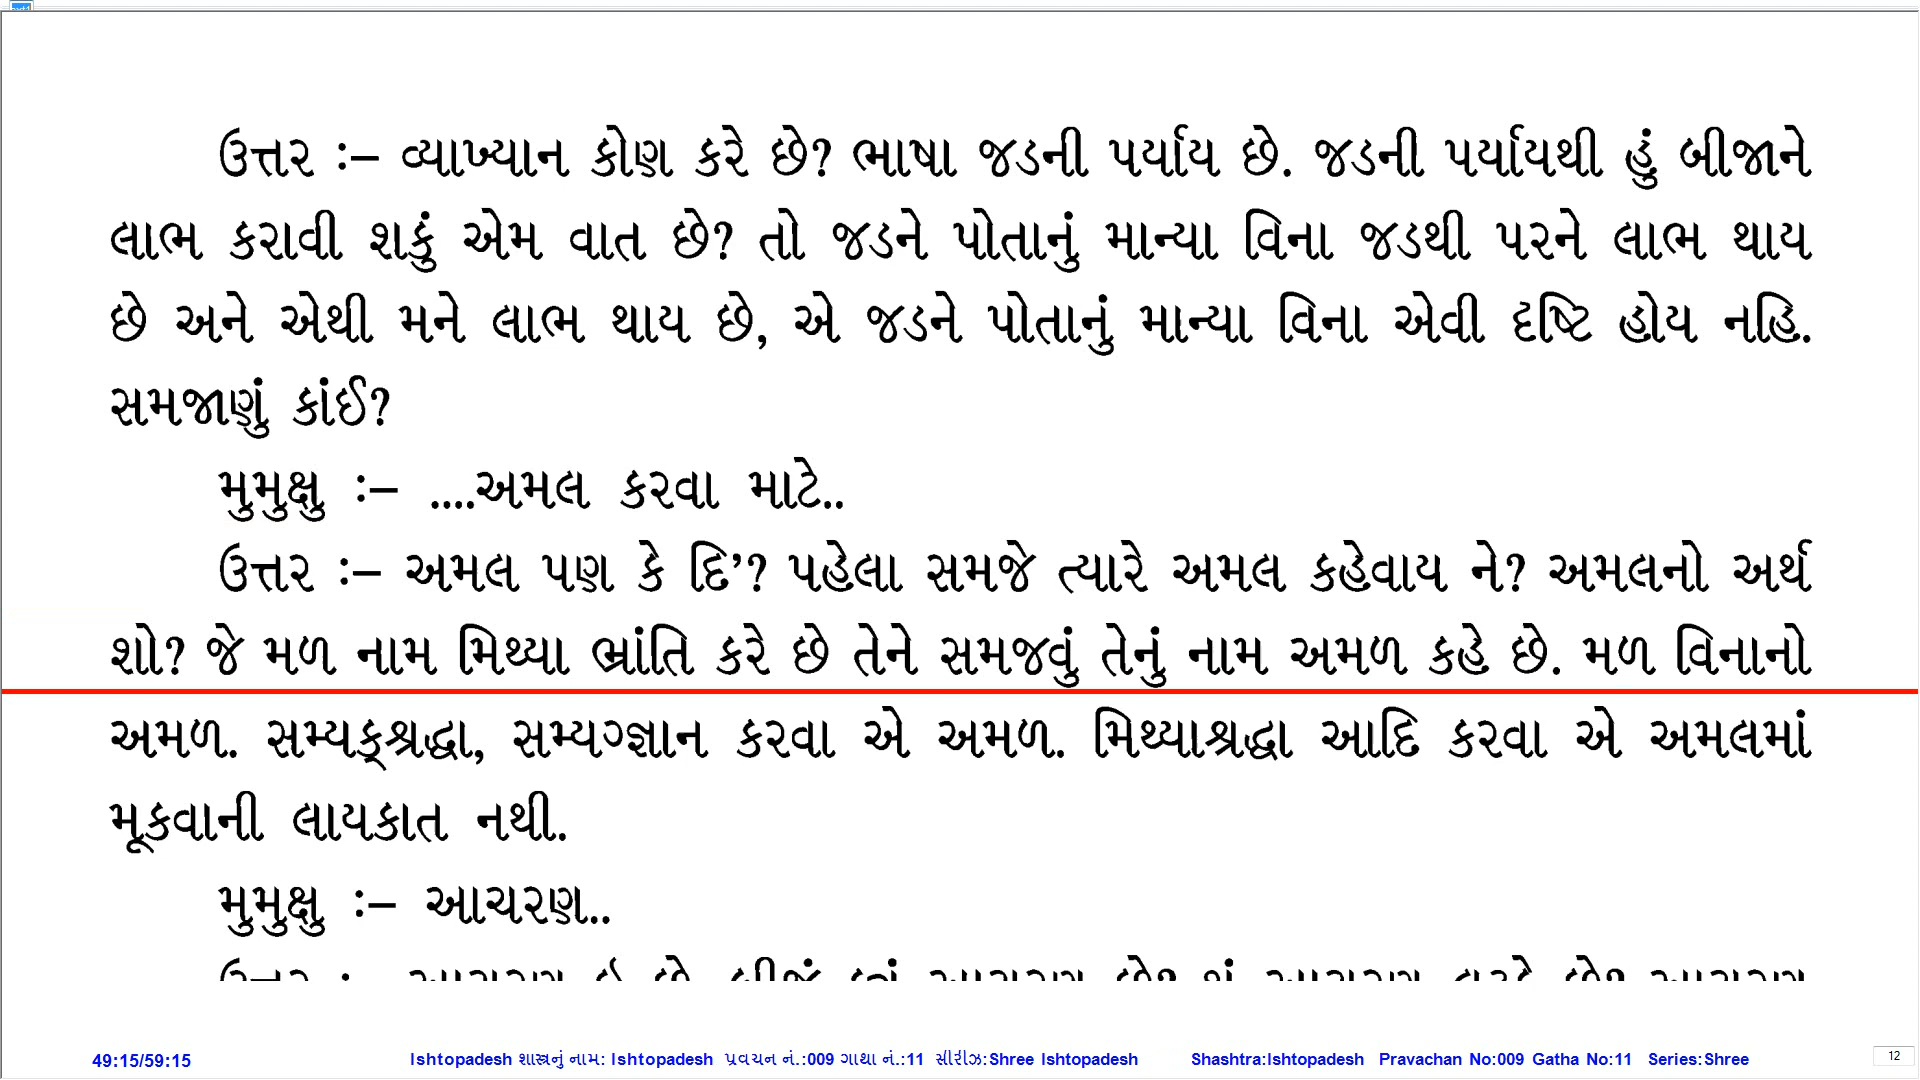 ઉત્તર ઃ– વ્યાખ્યાન કોણ કરે છે? ભાષા જડની પર્યાય છે. જડની પર્યાયથી હું બીજાને
લાભ કરાવી શકું એમ વાત છે? તો જડને પોતાનું માન્યા વિના જડથી પરને લાભ થાય
છે અને એથી મને લાભ થાય છે, એ જડને પોતાનું માન્યા વિના એવી દૃષ્ટિ હોય નહિ.
સમજાણું કાંઈ?
મુમુક્ષુ ઃ– ....અમલ કરવા માટે..
ઉત્તર ઃ– અમલ પણ કે દિ’? પહેલા સમજે ત્યારે અમલ કહેવાય ને? અમલનો અર્થ
શો? જે મળ નામ મિથ્યા ભ્રાંતિ કરે છે તેને સમજવું તેનું નામ અમળ કહે છે. મળ વિનાનો
અમળ. સમ્યક્શ્રદ્ધા, સમ્યગ્જ્ઞાન કરવા એ અમળ. મિથ્યાશ્રદ્ધા આદિ કરવા એ અમલમાં
મૂકવાની લાયકાત નથી.
મુમુક્ષુ ઃ– આચરણ..
49:15/59:15 Ishtopadesh શાસ્ત્રનું નામ: Ishtopadesh પ્રવચન નં.:009 ગાથા નં.:11 સીરીઝ:Shree Ishtopadesh Shashtra:Ishtopadesh Pravachan No:009 Gatha No:11 Series:Shree 12